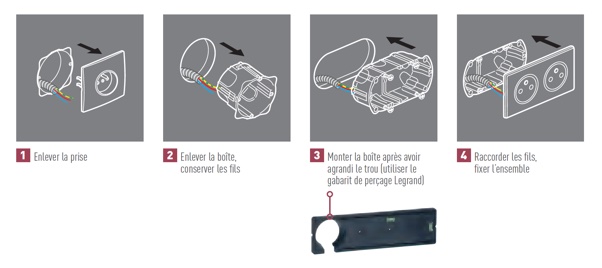 1 Enlever la prise
2 Enlever la boîte,
conserver les fils
3 Monter la boîte après avoir
agrandi le trou (utiliser le
gabarit de perçage Legrand)
4 Raccorder les fils,
fixer l'ensemble